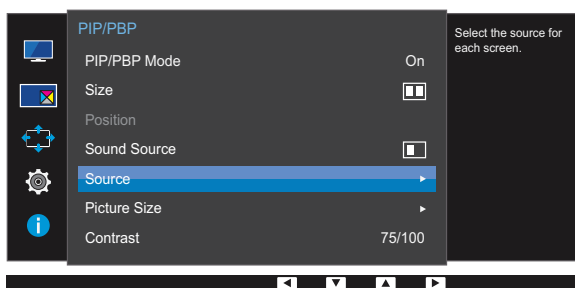 PIP/PBP
PIP/PBP Mode On
Size
Position
Sound Source
Source
Picture Size
Contrast 75/100
Select the source for
each screen.